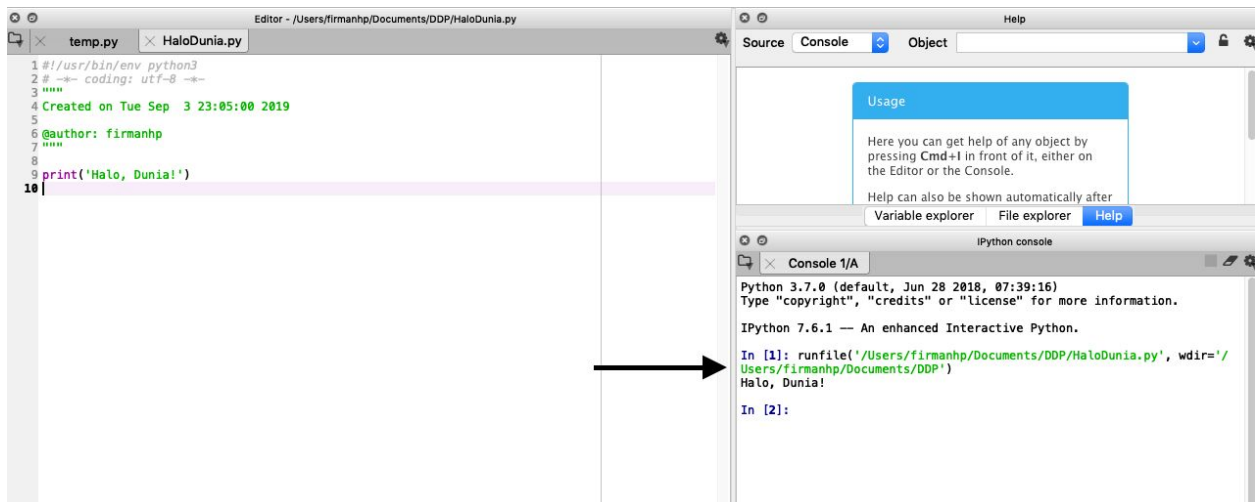 Editor - /Users/firmanhp/Documents/DDP/HaloDunia.py
temp.py
HaloDunia.py
1 #!/usr/bin/env python3
2 # -*- coding: utf-8 -*-
3 """
4 Created on Tue Sep  3 23:05:00 2019
5
6 @author: firmanhp
7 """
8
9 print('Halo, Dunia!')
10
Help
Source Console Object
Usage
Here you can get help of any object by
pressing Cmd+I in front of it, either on
the Editor or the Console.
Help can also be shown automatically after
Variable explorer File explorer Help
IPython console
Console 1/A
Python 3.7.0 (default, Jun 28 2018, 07:39:16)
Type "copyright", "credits" or "license" for more information.
IPython 7.6.1 -- An enhanced Interactive Python.
In [1]: runfile('/Users/firmanhp/Documents/DDP/HaloDunia.py', wdir='/
Users/firmanhp/Documents/DDP')
Halo, Dunia!
In [2]: